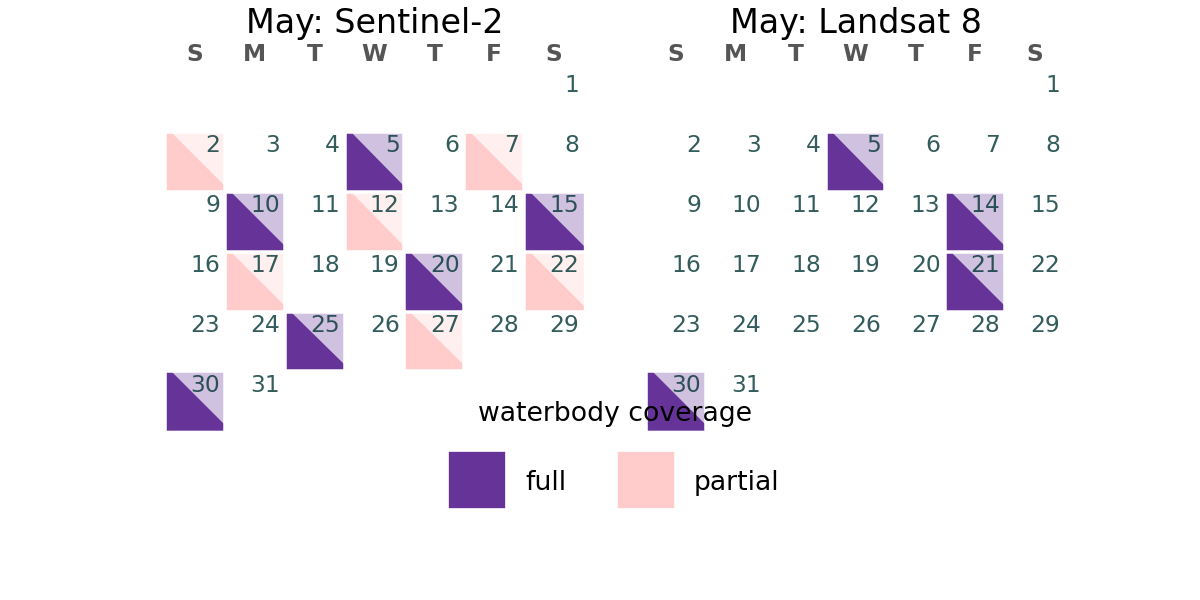 May: Sentinel-2
S M T W T F S
1
2 3 4 5 6 7 8
9 10 11 12 13 14 15
16 17 18 19 20 21 22
23 24 25 26 27 28 29
30 31
May: Landsat 8
S M T W T F S
1
2 3 4 5 6 7 8
9 10 11 12 13 14 15
16 17 18 19 20 21 22
23 24 25 26 27 28 29
30 31
waterbody coverage
full partial